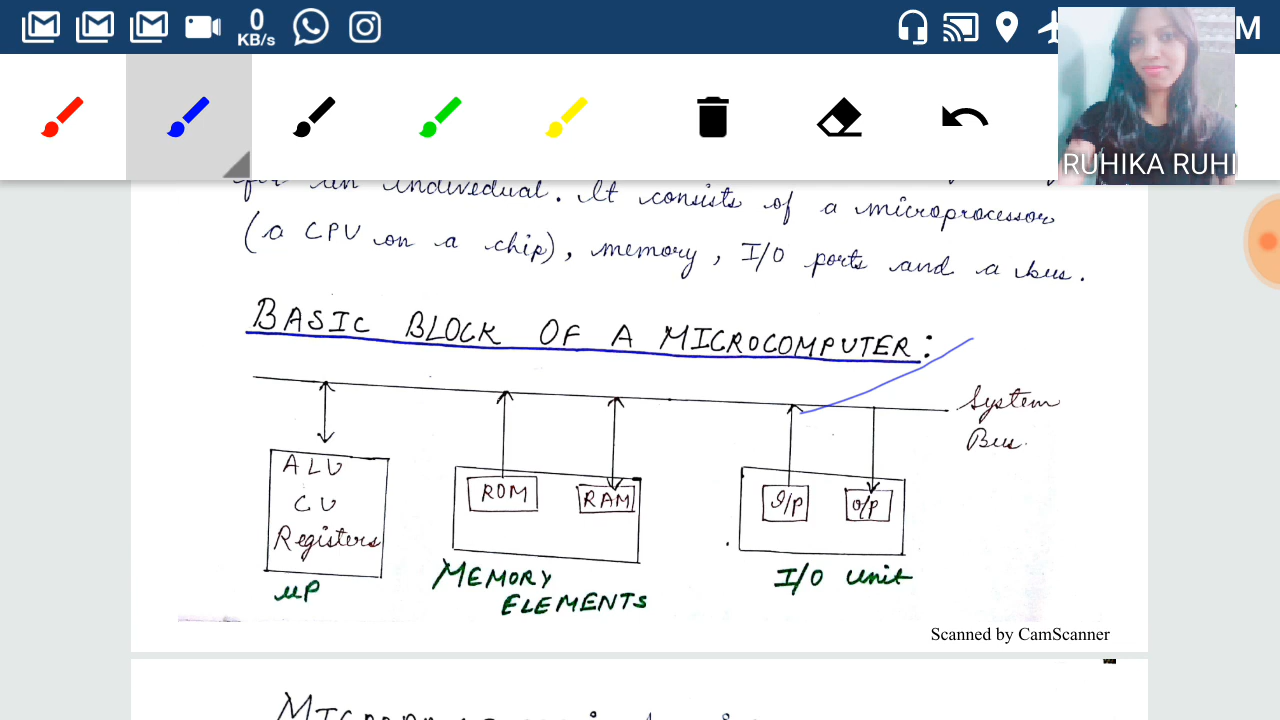 0
KB/s
M
RUHIKA RUHI
for an individual. It consists of a microprocessor
(a CPU on a chip), memory, I/O ports and a bus.
BASIC BLOCK OF A MICROCOMPUTER:
System
Bus.
ALU
CU
Registers
ROM
RAM
I/P
O/P
μP
MEMORY
ELEMENTS
I/O unit
Scanned by CamScanner